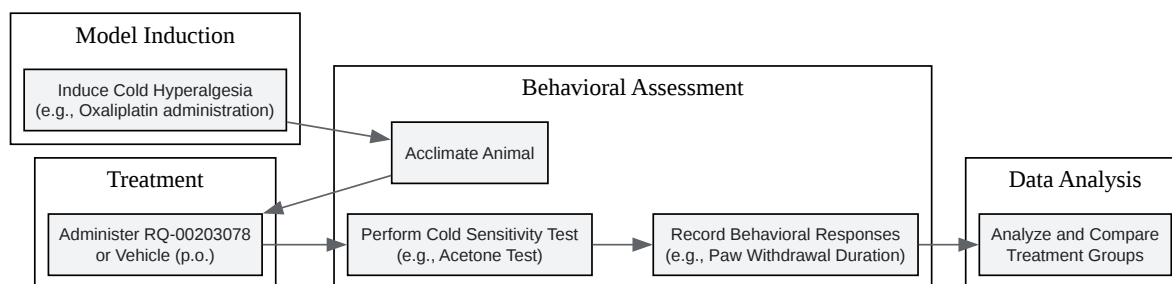 Model Induction
Induce Cold Hyperalgesia
(e.g., Oxaliplatin administration)
Behavioral Assessment
Acclimate Animal
Treatment
Administer RQ-00203078
or Vehicle (p.o.)
Perform Cold Sensitivity Test
(e.g., Acetone Test)
Record Behavioral Responses
(e.g., Paw Withdrawal Duration)
Data Analysis
Analyze and Compare
Treatment Groups